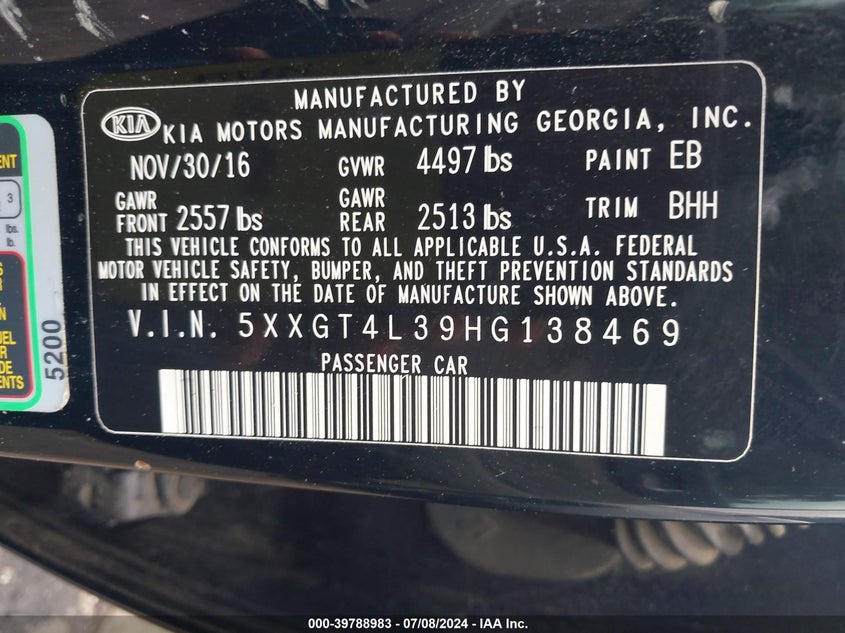 MANUFACTURED BY
KIA KIA MOTORS MANUFACTURING GEORGIA, INC.
NOV/30/16 GVWR 4497 lbs PAINT EB
GAWR FRONT 2557 lbs GAWR REAR 2513 lbs TRIM BHH
THIS VEHICLE CONFORMS TO ALL APPLICABLE U.S.A. FEDERAL
MOTOR VEHICLE SAFETY, BUMPER, AND THEFT PREVENTION STANDARDS
IN EFFECT ON THE DATE OF MANUFACTURE SHOWN ABOVE.
V.I.N. 5XXGT4L39HG138469
PASSENGER CAR
3
lbs.
lb.
5200
000-39788983 - 07/08/2024 - IAA Inc.